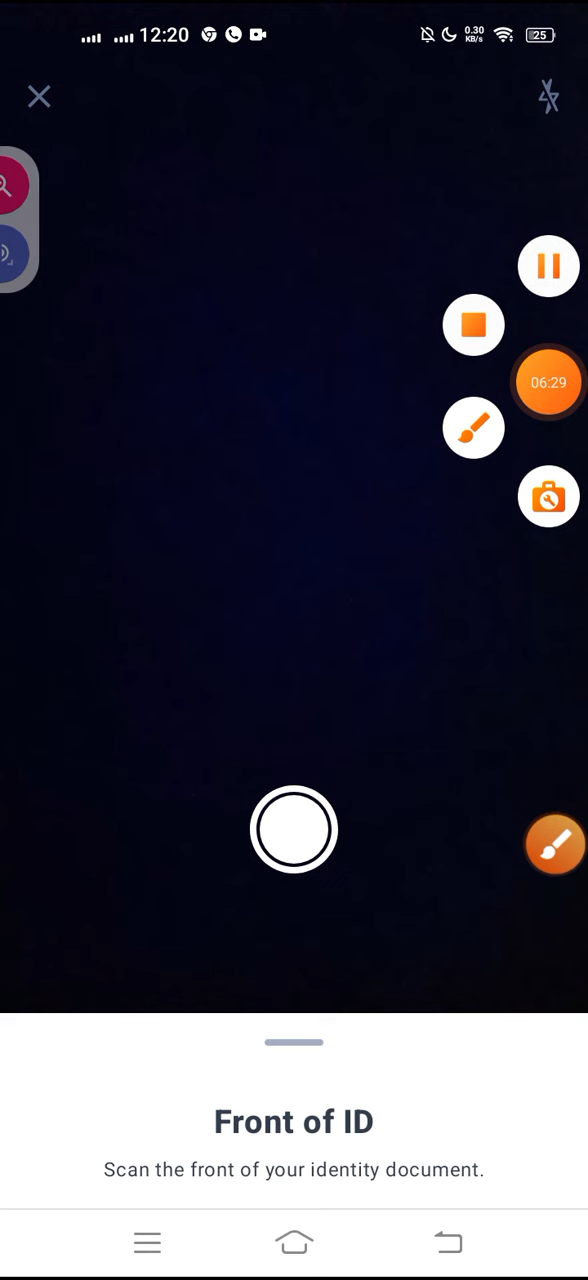 12:20
0.30
KB/s
25
06:29
Front of ID
Scan the front of your identity document.